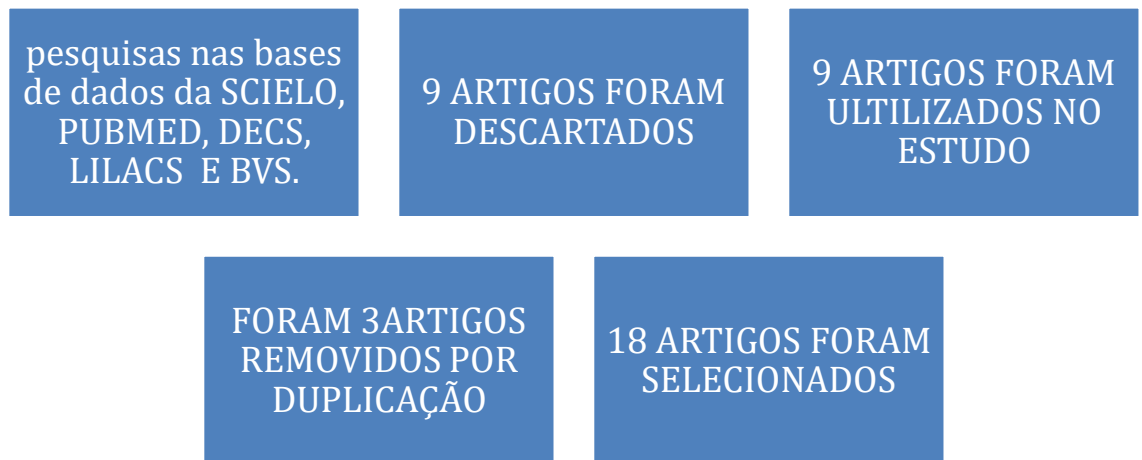 pesquisas nas bases
de dados da SCIELO,
PUBMED, DECS,
LILACS E BVS.
9 ARTIGOS FORAM
DESCARTADOS
9 ARTIGOS FORAM
ULTILIZADOS NO
ESTUDO
FORAM 3ARTIGOS
REMOVIDOS POR
DUPLICAÇÃO
18 ARTIGOS FORAM
SELECIONADOS